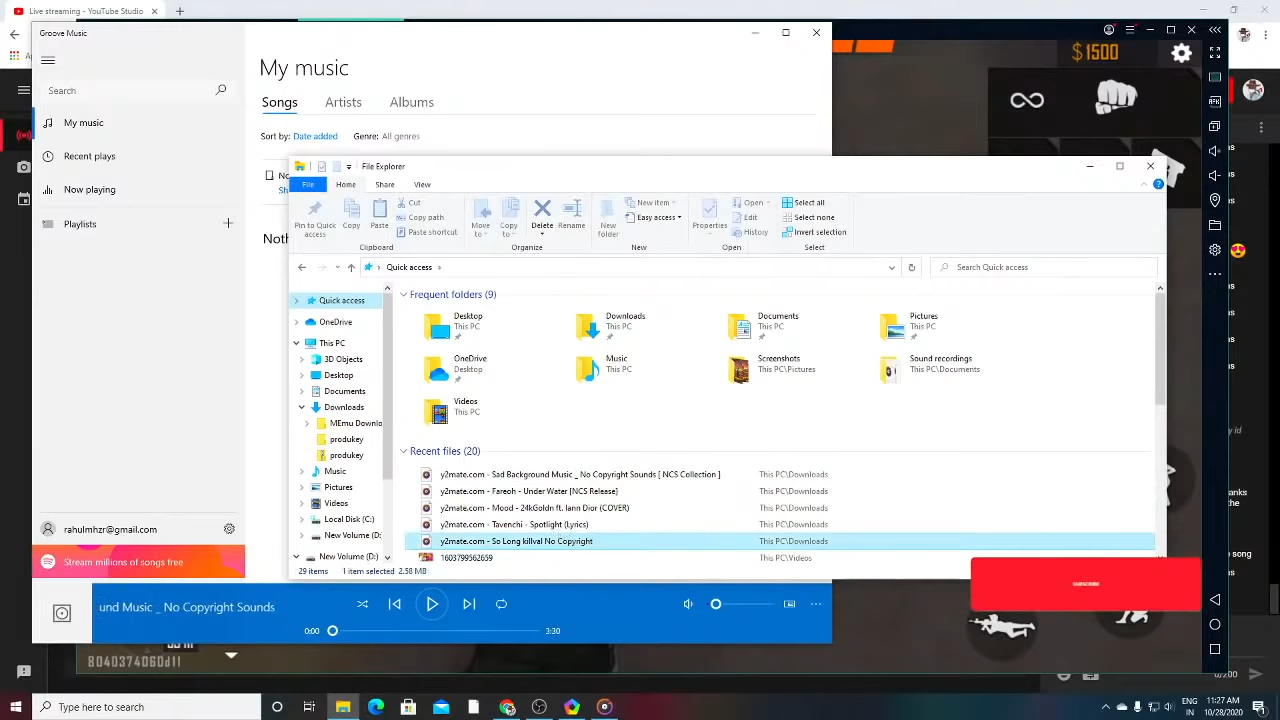 Live streaming - YouTube Studio
Groove Music
Search
My music
Recent plays
Now playing
Playlists
rahulmhzr@gmail.com
Stream millions of songs free
My music
Songs
Artists
Albums
Sort by: Date added
Genre: All genres
Noth
$1500
File Explorer
File
Home
Share
View
Pin to Quick access
Copy
Paste
Cut
Copy path
Paste shortcut
Clipboard
Move to
Copy to
Delete
Rename
Organize
New folder
New item
Easy access
New
Properties
Open
Edit
History
Open
Select all
Select none
Invert selection
Select
Quick access
Search Quick access
Quick access
OneDrive
This PC
3D Objects
Desktop
Documents
Downloads
MEmu Downlo
produkey
produkey
Music
Pictures
Videos
Local Disk (C:)
New Volume (D:)
New Volume (D:)
Frequent folders (9)
Desktop
This PC
Downloads
This PC
Documents
This PC
Pictures
This PC
OneDrive
Desktop
Music
This PC
Screenshots
This PC\Pictures
Sound recordings
This PC\Documents
Videos
This PC
Recent files (20)
y2mate.com - Sad Background Music _ No Copyright Sounds [ NCS Collection ] This PC\Downloads
y2mate.com - Fareoh - Under Water [NCS Release] This PC\Downloads
y2mate.com - Mood - 24kGoldn ft. Iann Dior (COVER) This PC\Downloads
y2mate.com - Tavenchi - Spotlight (Lyrics) This PC\Downloads
y2mate.com - So Long killval No Copyright This PC\Downloads
1603799562659 This PC\Videos
29 items 1 item selected 2.58 MB
SUBSCRIBE
und Music _ No Copyright Sounds
0:00
3:30
8040374060d11
Type here to search
ENG
IN
11:27 AM
10/28/2020